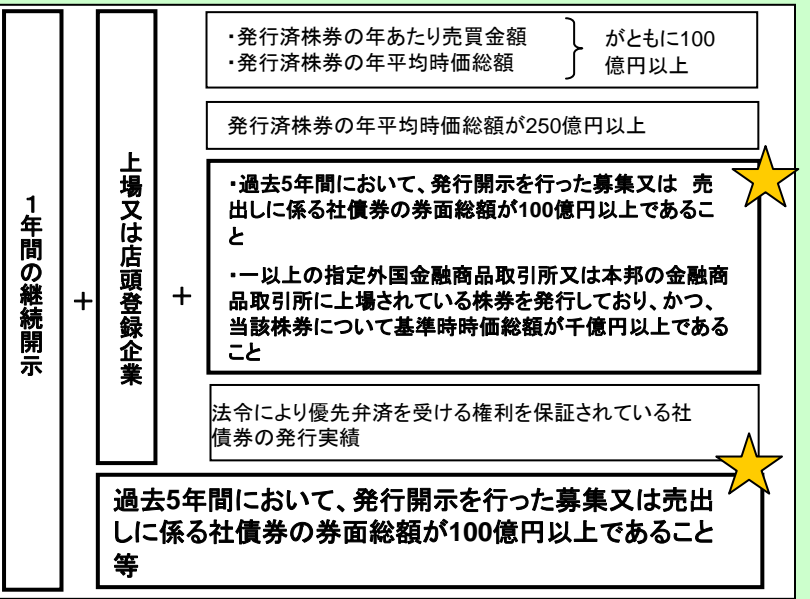 1年間の継続開示
+
上場又は店頭登録企業
+
・発行済株券の年あたり売買金額
・発行済株券の年平均時価総額
がともに100
億円以上
発行済株券の年平均時価総額が250億円以上
・過去5年間において、発行開示を行った募集又は 売
出しに係る社債券の券面総額が100億円以上であるこ
と
・一以上の指定外国金融商品取引所又は本邦の金融商
品取引所に上場されている株券を発行しており、かつ、
当該株券について基準時時価総額が千億円以上である
こと
法令により優先弁済を受ける権利を保証されている社
債券の発行実績
過去5年間において、発行開示を行った募集又は売出
しに係る社債券の券面総額が100億円以上であること
等